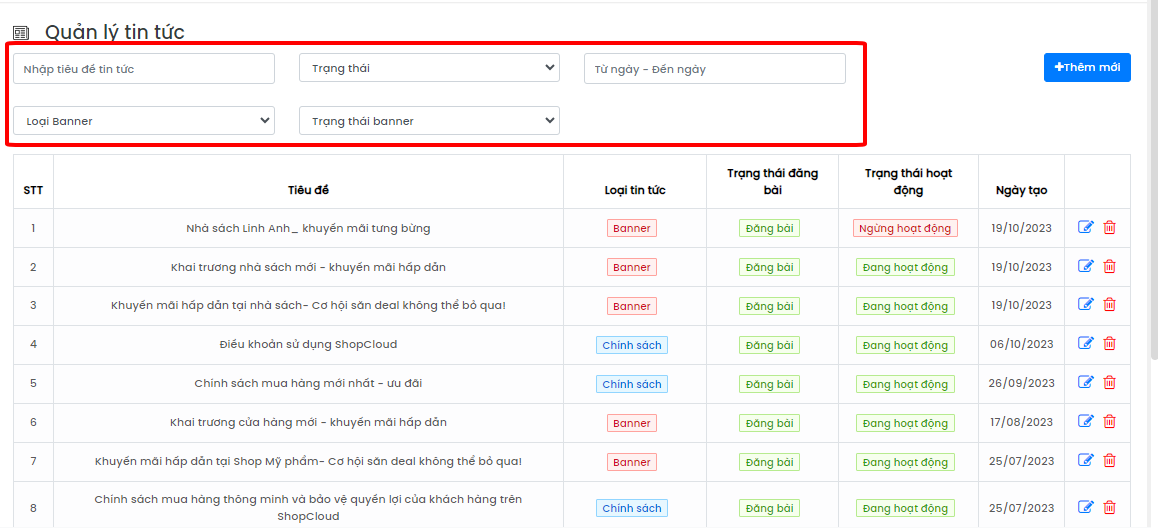 Quản lý tin tức
Nhập tiêu đề tin tức
Trạng thái
Từ ngày - Đến ngày
Thêm mới
Loại Banner
Trạng thái banner
STT Tiêu đề Loại tin tức Trạng thái đăng bài Trạng thái hoạt động Ngày tạo
1 Nhà sách Linh Anh_ khuyến mãi tưng bừng Banner Đăng bài Ngừng hoạt động 19/10/2023
2 Khai trương nhà sách mới - khuyến mãi hấp dẫn Banner Đăng bài Đang hoạt động 19/10/2023
3 Khuyến mãi hấp dẫn tại nhà sách- Cơ hội săn deal không thể bỏ qua! Banner Đăng bài Đang hoạt động 19/10/2023
4 Điều khoản sử dụng ShopCloud Chính sách Đăng bài Đang hoạt động 06/10/2023
5 Chính sách mua hàng mới nhất - ưu đãi Chính sách Đăng bài Đang hoạt động 26/09/2023
6 Khai trương cửa hàng mới - khuyến mãi hấp dẫn Banner Đăng bài Đang hoạt động 17/08/2023
7 Khuyến mãi hấp dẫn tại Shop Mỹ phẩm- Cơ hội săn deal không thể bỏ qua! Banner Đăng bài Đang hoạt động 25/07/2023
8 Chính sách mua hàng thông minh và bảo vệ quyền lợi của khách hàng trên ShopCloud Chính sách Đăng bài Đang hoạt động 25/07/2023